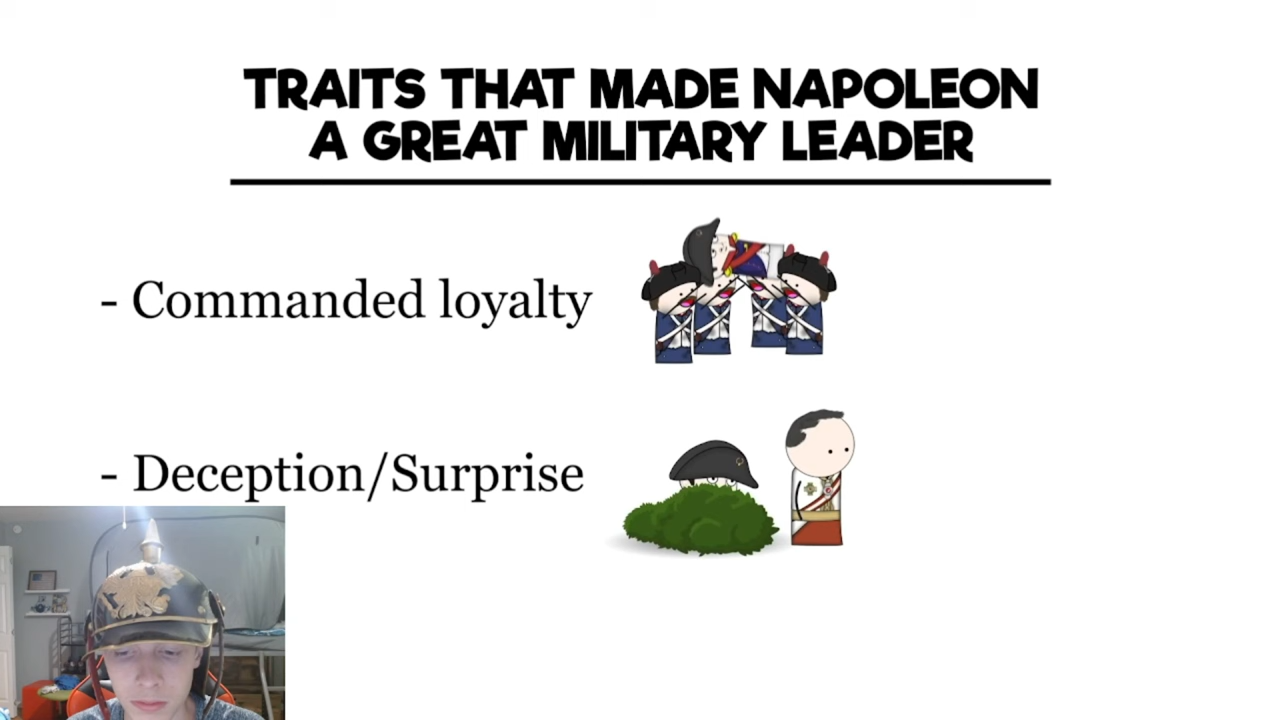 TRAITS THAT MADE NAPOLEON
A GREAT MILITARY LEADER
- Commanded loyalty
- Deception/Surprise